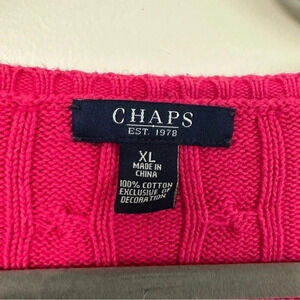 CHAPS
EST. 1978
XL
MADE IN
CHINA
100% COTTON
EXCLUSIVE OF
DECORATION